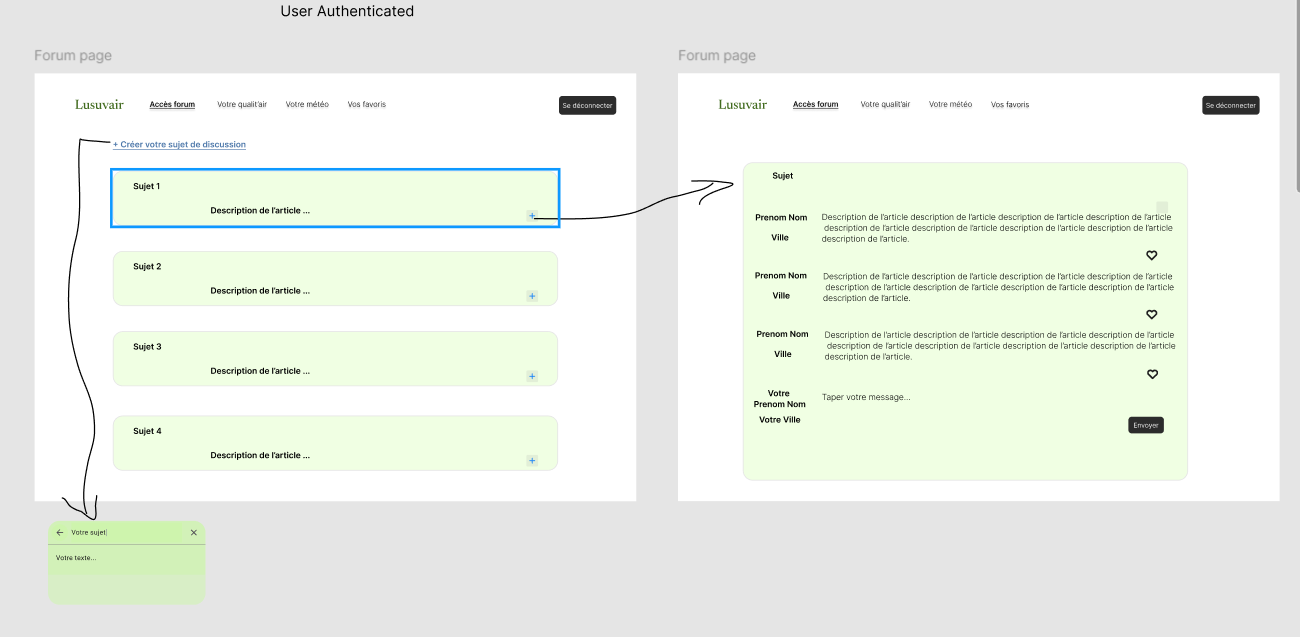 User Authenticated
Forum page
Lusuvair Accès forum Votre qualit'air Votre météo Vos favoris Se déconnecter
+ Créer votre sujet de discussion
Sujet 1
Description de l'article ...
+
Sujet 2
Description de l'article ...
+
Sujet 3
Description de l'article ...
+
Sujet 4
Description de l'article ...
+
Votre sujet
Votre texte...
Forum page
Lusuvair Accès forum Votre qualit'air Votre météo Vos favoris Se déconnecter
Sujet
Prenom Nom
Ville
Description de l'article description de l'article description de l'article description de l'article
description de l'article description de l'article description de l'article description de l'article
description de l'article.
Prenom Nom
Ville
Description de l'article description de l'article description de l'article description de l'article
description de l'article description de l'article description de l'article description de l'article
description de l'article.
Prenom Nom
Ville
Description de l'article description de l'article description de l'article description de l'article
description de l'article description de l'article description de l'article description de l'article
description de l'article.
Votre
Prenom Nom
Votre Ville
Taper votre message...
Envoyer